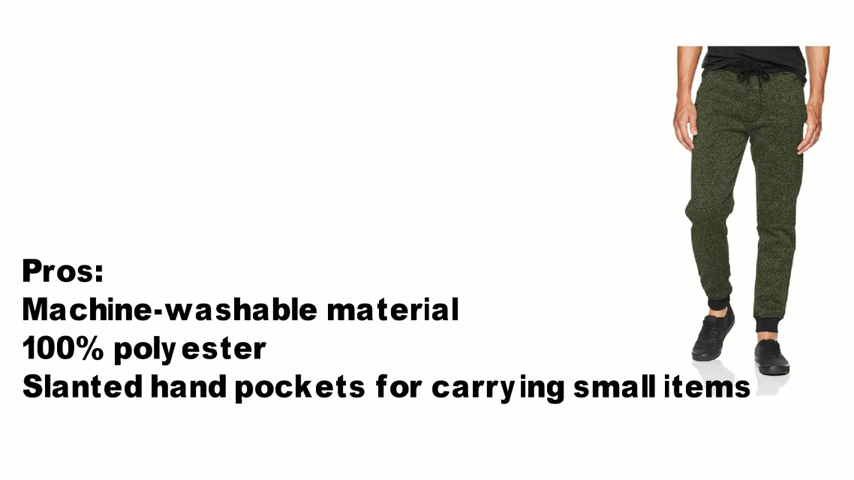 Pros:
Machine-washable material
100% polyester
Slanted hand pockets for carrying small items